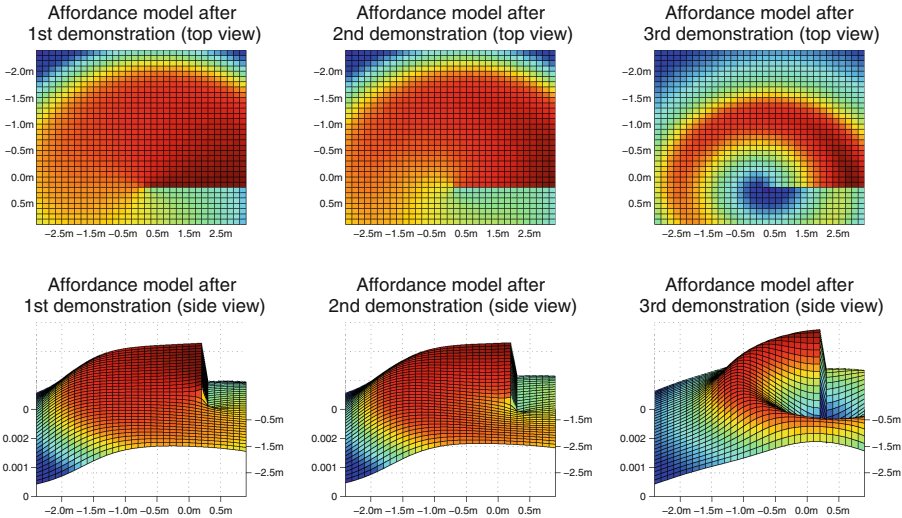 Affordance model after
1st demonstration (top view)
Affordance model after
2nd demonstration (top view)
Affordance model after
3rd demonstration (top view)
−2.0m
−1.5m
−1.0m
−0.5m
0.0m
0.5m
−2.5m −1.5m −0.5m 0.5m 1.5m 2.5m
−2.0m
−1.5m
−1.0m
−0.5m
0.0m
0.5m
−2.5m −1.5m −0.5m 0.5m 1.5m 2.5m
−2.0m
−1.5m
−1.0m
−0.5m
0.0m
0.5m
−2.5m −1.5m −0.5m 0.5m 1.5m 2.5m
Affordance model after
1st demonstration (side view)
Affordance model after
2nd demonstration (side view)
Affordance model after
3rd demonstration (side view)
0
0.002
0.001
0
−0.5m
−1.5m
−2.5m
−2.0m −1.5m −1.0m −0.5m 0.0m 0.5m
0
0.002
0.001
0
−1.5m
−1.5m
−2.5m
−2.0m −1.5m −1.0m −0.5m 0.0m 0.5m
0
0.002
0.001
0
−0.5m
−1.5m
−2.5m
−2.0m −1.5m −1.0m −0.5m 0.0m 0.5m